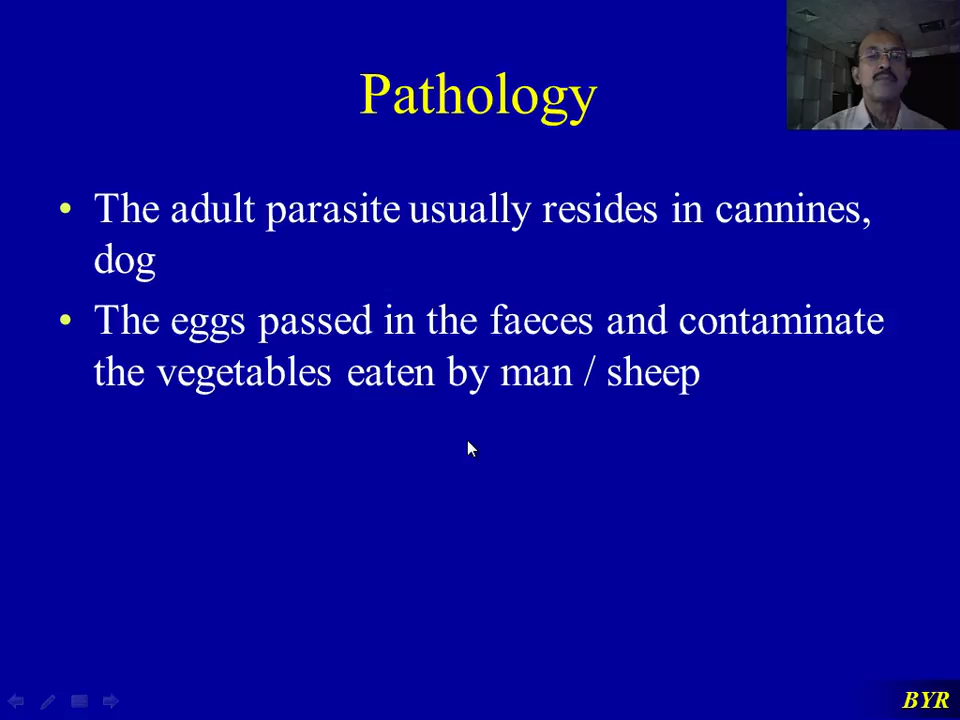 Pathology
• The adult parasite usually resides in cannines,
dog
• The eggs passed in the faeces and contaminate
the vegetables eaten by man / sheep
BYR